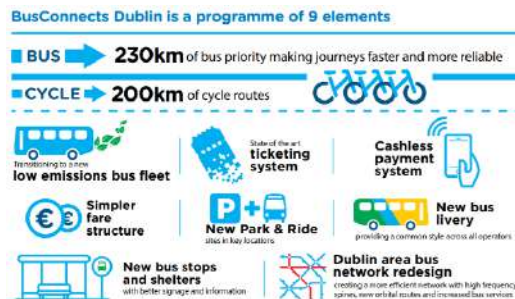 BusConnects Dublin is a programme of 9 elements
BUS 230km of bus priority making journeys faster and more reliable
CYCLE 200km of cycle routes
Transitioning to a new
low emissions bus fleet
State of the art
ticketing
system
Cashless
payment
system
€ €
Simpler
fare
structure
P +
New Park & Ride
sites in key locations
New bus
livery
providing a common style across all operators
New bus stops
and shelters
with better signage and information
Dublin area bus
network redesign
creating a more efficient network with high frequency
spines, new orbital routes and increased bus services